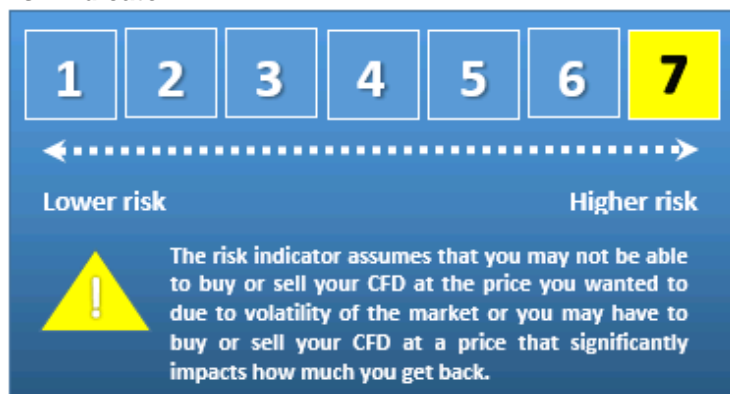 1 2 3 4 5 6 7
Lower risk Higher risk
!
The risk indicator assumes that you may not be able
to buy or sell your CFD at the price you wanted to
due to volatility of the market or you may have to
buy or sell your CFD at a price that significantly
impacts how much you get back.